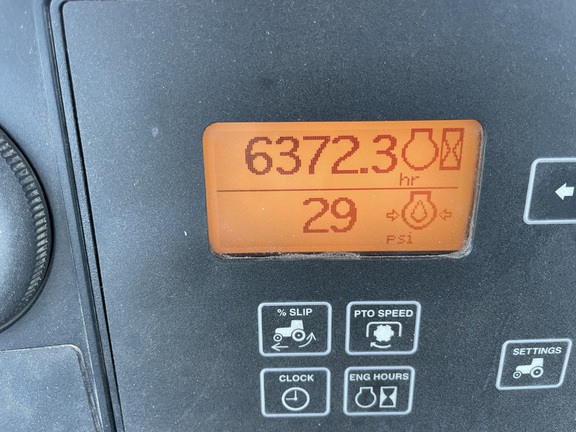 6372.3
hr
29
psi
% SLIP
PTO SPEED
CLOCK
ENG HOURS
SETTINGS